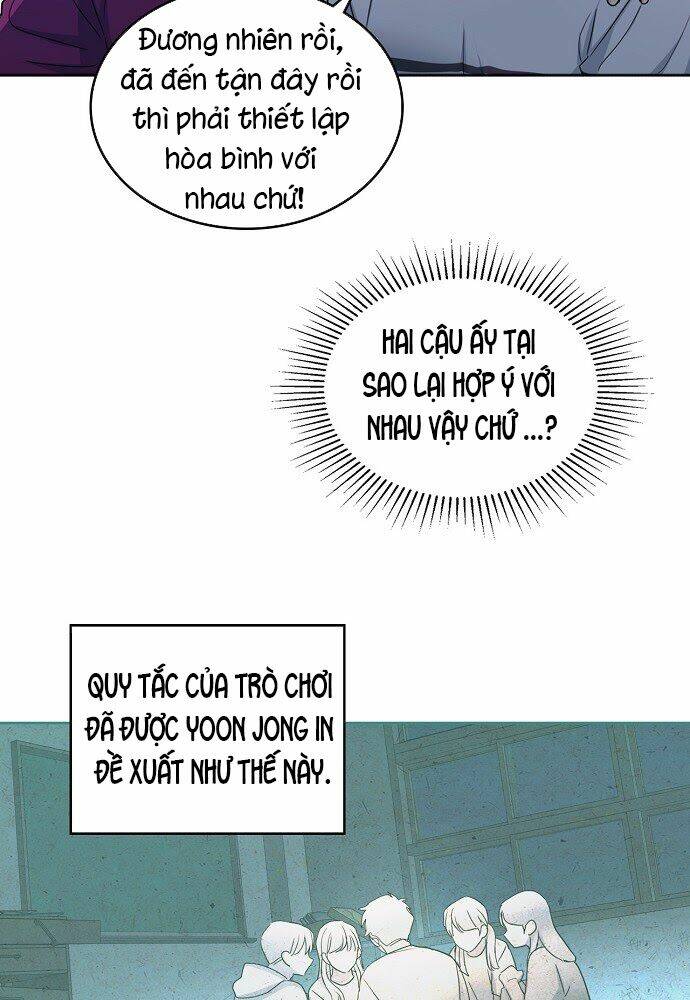 Đương nhiên rồi,
đã đến tận đây rồi
thì phải thiết lập
hòa bình với
nhau chứ!
HAI CẬU ẤY TẠI
SAO LẠI HỢP Ý VỚI
NHAU VẬY CHỨ ...?
QUY TẮC CỦA TRÒ CHƠI
ĐÃ ĐƯỢC YOON JONG IN
ĐỀ XUẤT NHƯ THẾ NÀY.